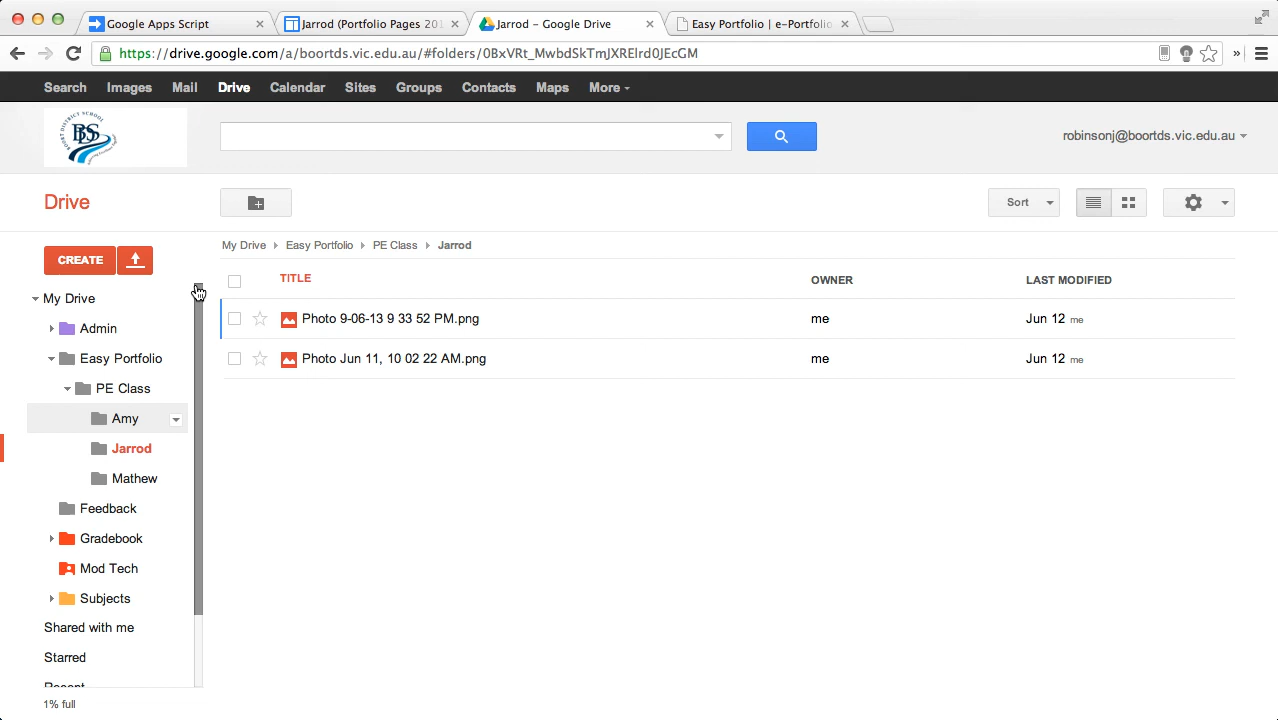 Google Apps Script
Jarrod (Portfolio Pages 201
Jarrod – Google Drive
Easy Portfolio | e-Portfolio
https://drive.google.com/a/boortds.vic.edu.au/#folders/0BxVRt_MwbdSkTmJXRElrd0JEcGM
»
Search Images Mail Drive Calendar Sites Groups Contacts Maps More
BOORT DISTRICT SCHOOL
BDS
robinsonj@boortds.vic.edu.au
Drive
Sort
My Drive Easy Portfolio PE Class Jarrod
CREATE
TITLE OWNER LAST MODIFIED
My Drive
Photo 9-06-13 9 33 52 PM.png me Jun 12 me
Admin
Photo Jun 11, 10 02 22 AM.png me Jun 12 me
Easy Portfolio
PE Class
Amy
Jarrod
Mathew
Feedback
Gradebook
Mod Tech
Subjects
Shared with me
Starred
Recent
1% full